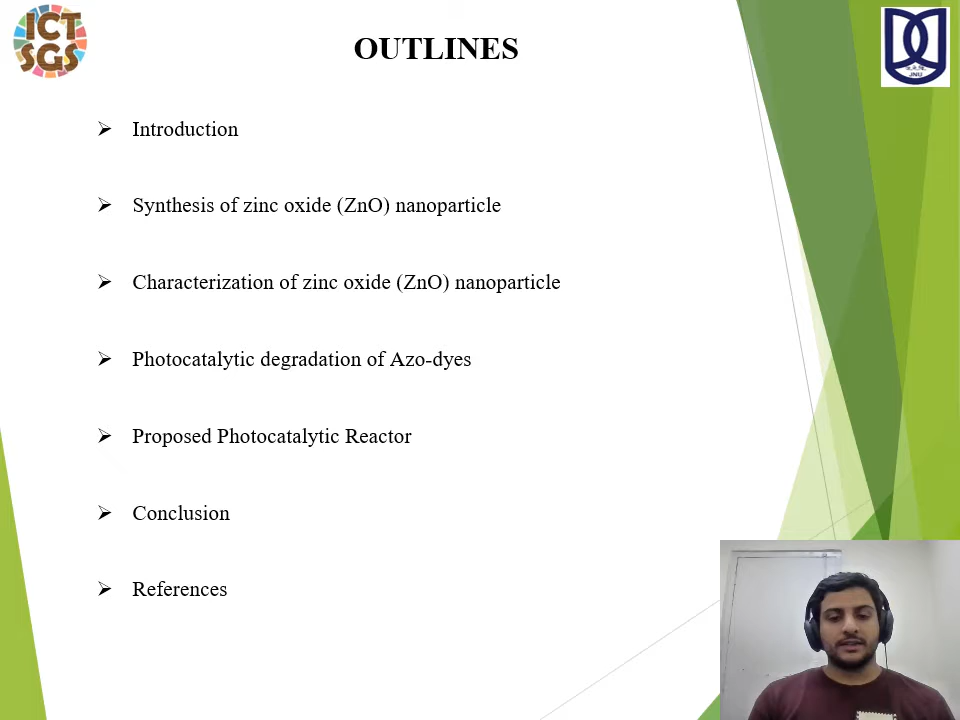 ICT
SGS
OUTLINES
JNU
Introduction
Synthesis of zinc oxide (ZnO) nanoparticle
Characterization of zinc oxide (ZnO) nanoparticle
Photocatalytic degradation of Azo-dyes
Proposed Photocatalytic Reactor
Conclusion
References